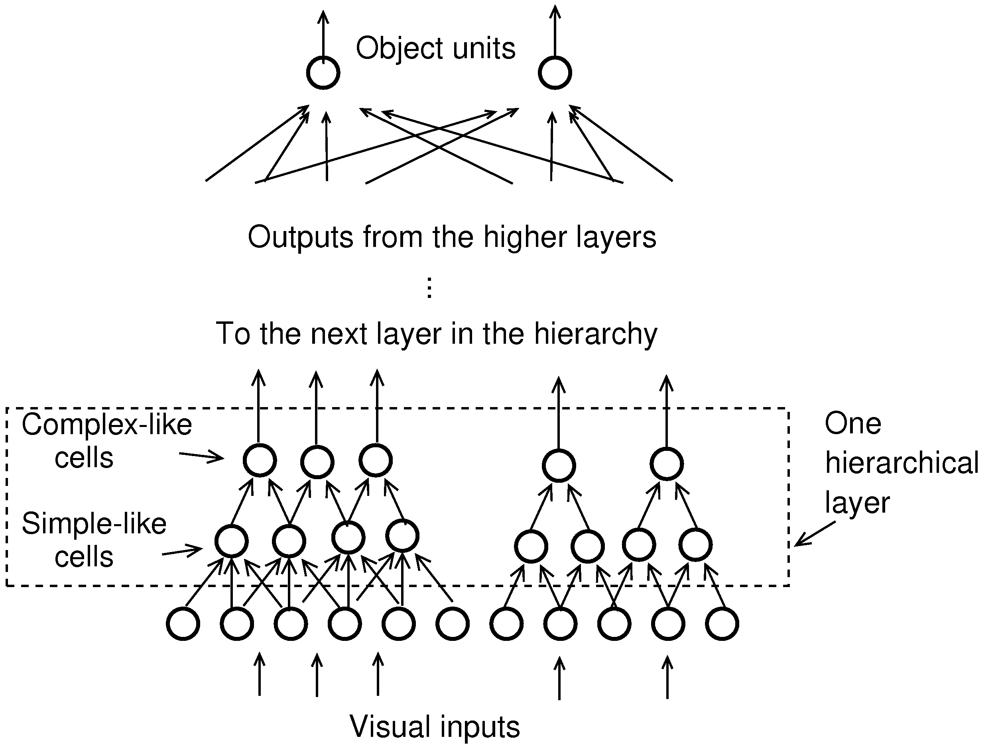 Object units
Outputs from the higher layers
To the next layer in the hierarchy
Complex-like
cells
One
hierarchical
layer
Simple-like
cells
Visual inputs